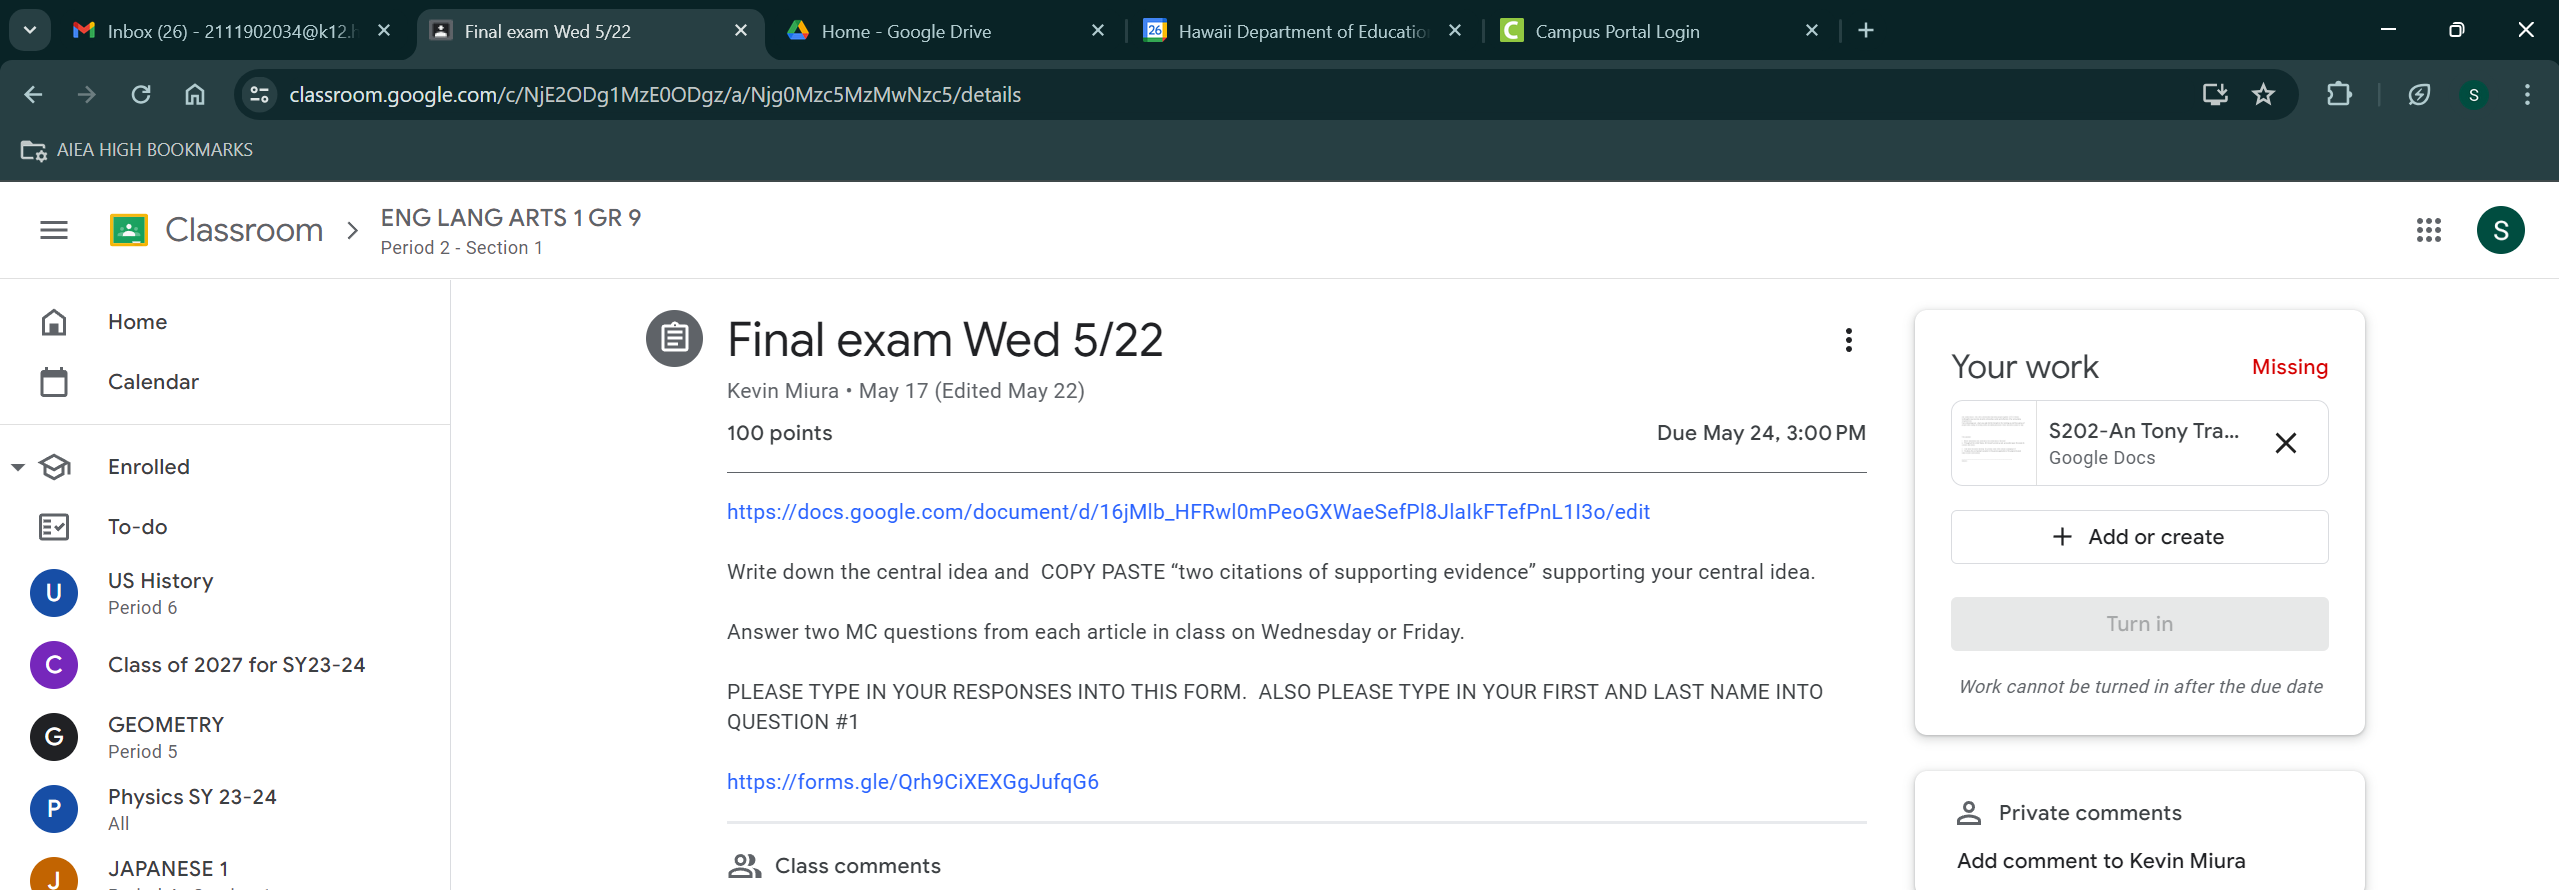 Inbox (26) - 2111902034@k12.h
Final exam Wed 5/22
Home - Google Drive
26
Hawaii Department of Educatio
C
Campus Portal Login
classroom.google.com/c/NjE2ODg1MzE0ODgz/a/Njg0Mzc5MzMwNzc5/details
S
AIEA HIGH BOOKMARKS
Classroom
ENG LANG ARTS 1 GR 9
Period 2 - Section 1
S
Home
Calendar
Enrolled
To-do
U
US History
Period 6
C
Class of 2027 for SY23-24
G
GEOMETRY
Period 5
P
Physics SY 23-24
All
J
JAPANESE 1
Final exam Wed 5/22
Kevin Miura • May 17 (Edited May 22)
100 points
Due May 24, 3:00 PM
https://docs.google.com/document/d/16jMlb_HFRwl0mPeoGXWaeSefPl8JlaIkFTefPnL1I3o/edit
Write down the central idea and  COPY PASTE “two citations of supporting evidence” supporting your central idea.
Answer two MC questions from each article in class on Wednesday or Friday.
PLEASE TYPE IN YOUR RESPONSES INTO THIS FORM.  ALSO PLEASE TYPE IN YOUR FIRST AND LAST NAME INTO
QUESTION #1
https://forms.gle/Qrh9CiXEXGgJufqG6
Class comments
Your work
Missing
S202-An Tony Tra...
Google Docs
Add or create
Turn in
Work cannot be turned in after the due date
Private comments
Add comment to Kevin Miura